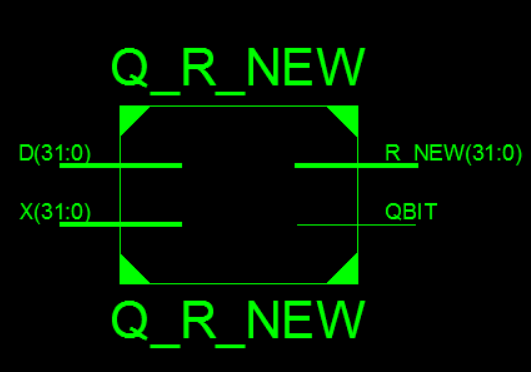 Q_R_NEW
D(31:0)
R_NEW(31:0)
X(31:0)
QBIT
Q_R_NEW